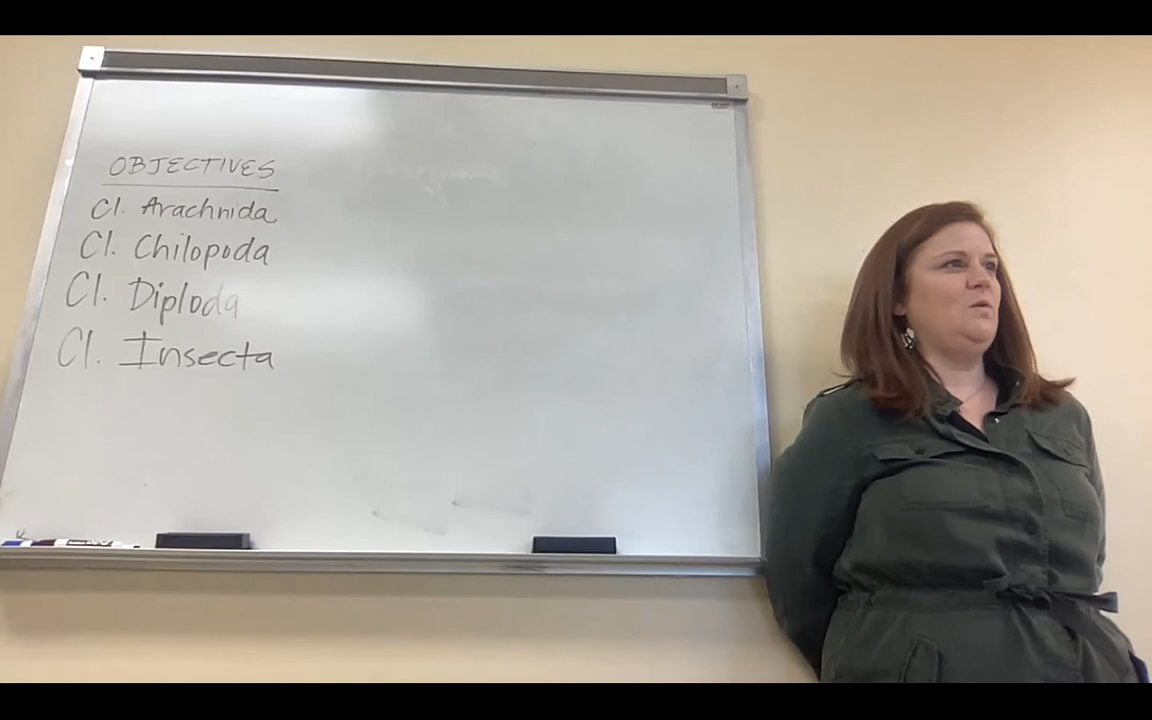 OBJECTIVES
Cl. Arachnida
Cl. Chilopoda
Cl. Diploda
Cl. Insecta